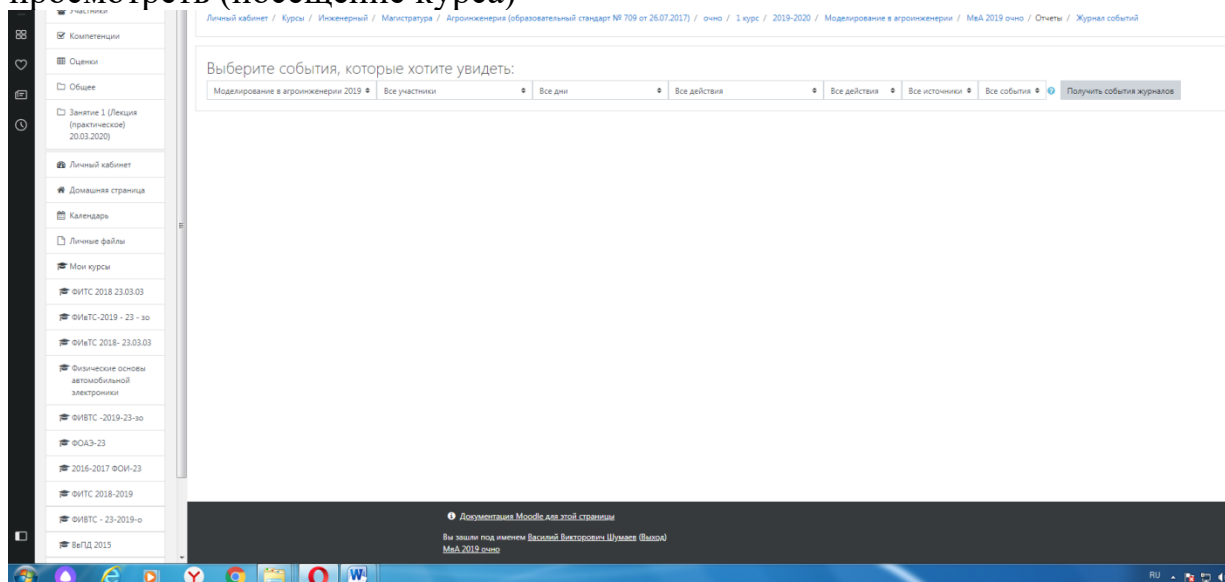 просмотреть (посещение курса)
Участники
Компетенции
Оценки
Общее
Занятие 1 (Лекция
(практическое)
20.03.2020)
Личный кабинет
Домашняя страница
Календарь
Личные файлы
Мои курсы
ФИТС 2018 23.03.03
ФИвТС-2019 - 23 - зо
ФИвТС 2018- 23.03.03
Физические основы
автомобильной
электроники
ФИВТС -2019-23-зо
ФОАЭ-23
2016-2017 ФОИ-23
ФИТС 2018-2019
ФИВТС - 23-2019-о
ВвПД 2015
Личный кабинет / Курсы / Инженерный / Магистратура / Агроинженерия (образовательный стандарт № 709 от 26.07.2017) / очно / 1 курс / 2019-2020 / Моделирование в агроинженерии / МвА 2019 очно / Отчеты / Журнал событий
Выберите события, которые хотите увидеть:
Моделирование в агроинженерии 2019 Все участники Все дни Все действия Все действия Все источники Все события Получить события журналов
Документация Moodle для этой страницы
Вы зашли под именем Василий Викторович Шумаев (Выход)
МвА 2019 очно
RU